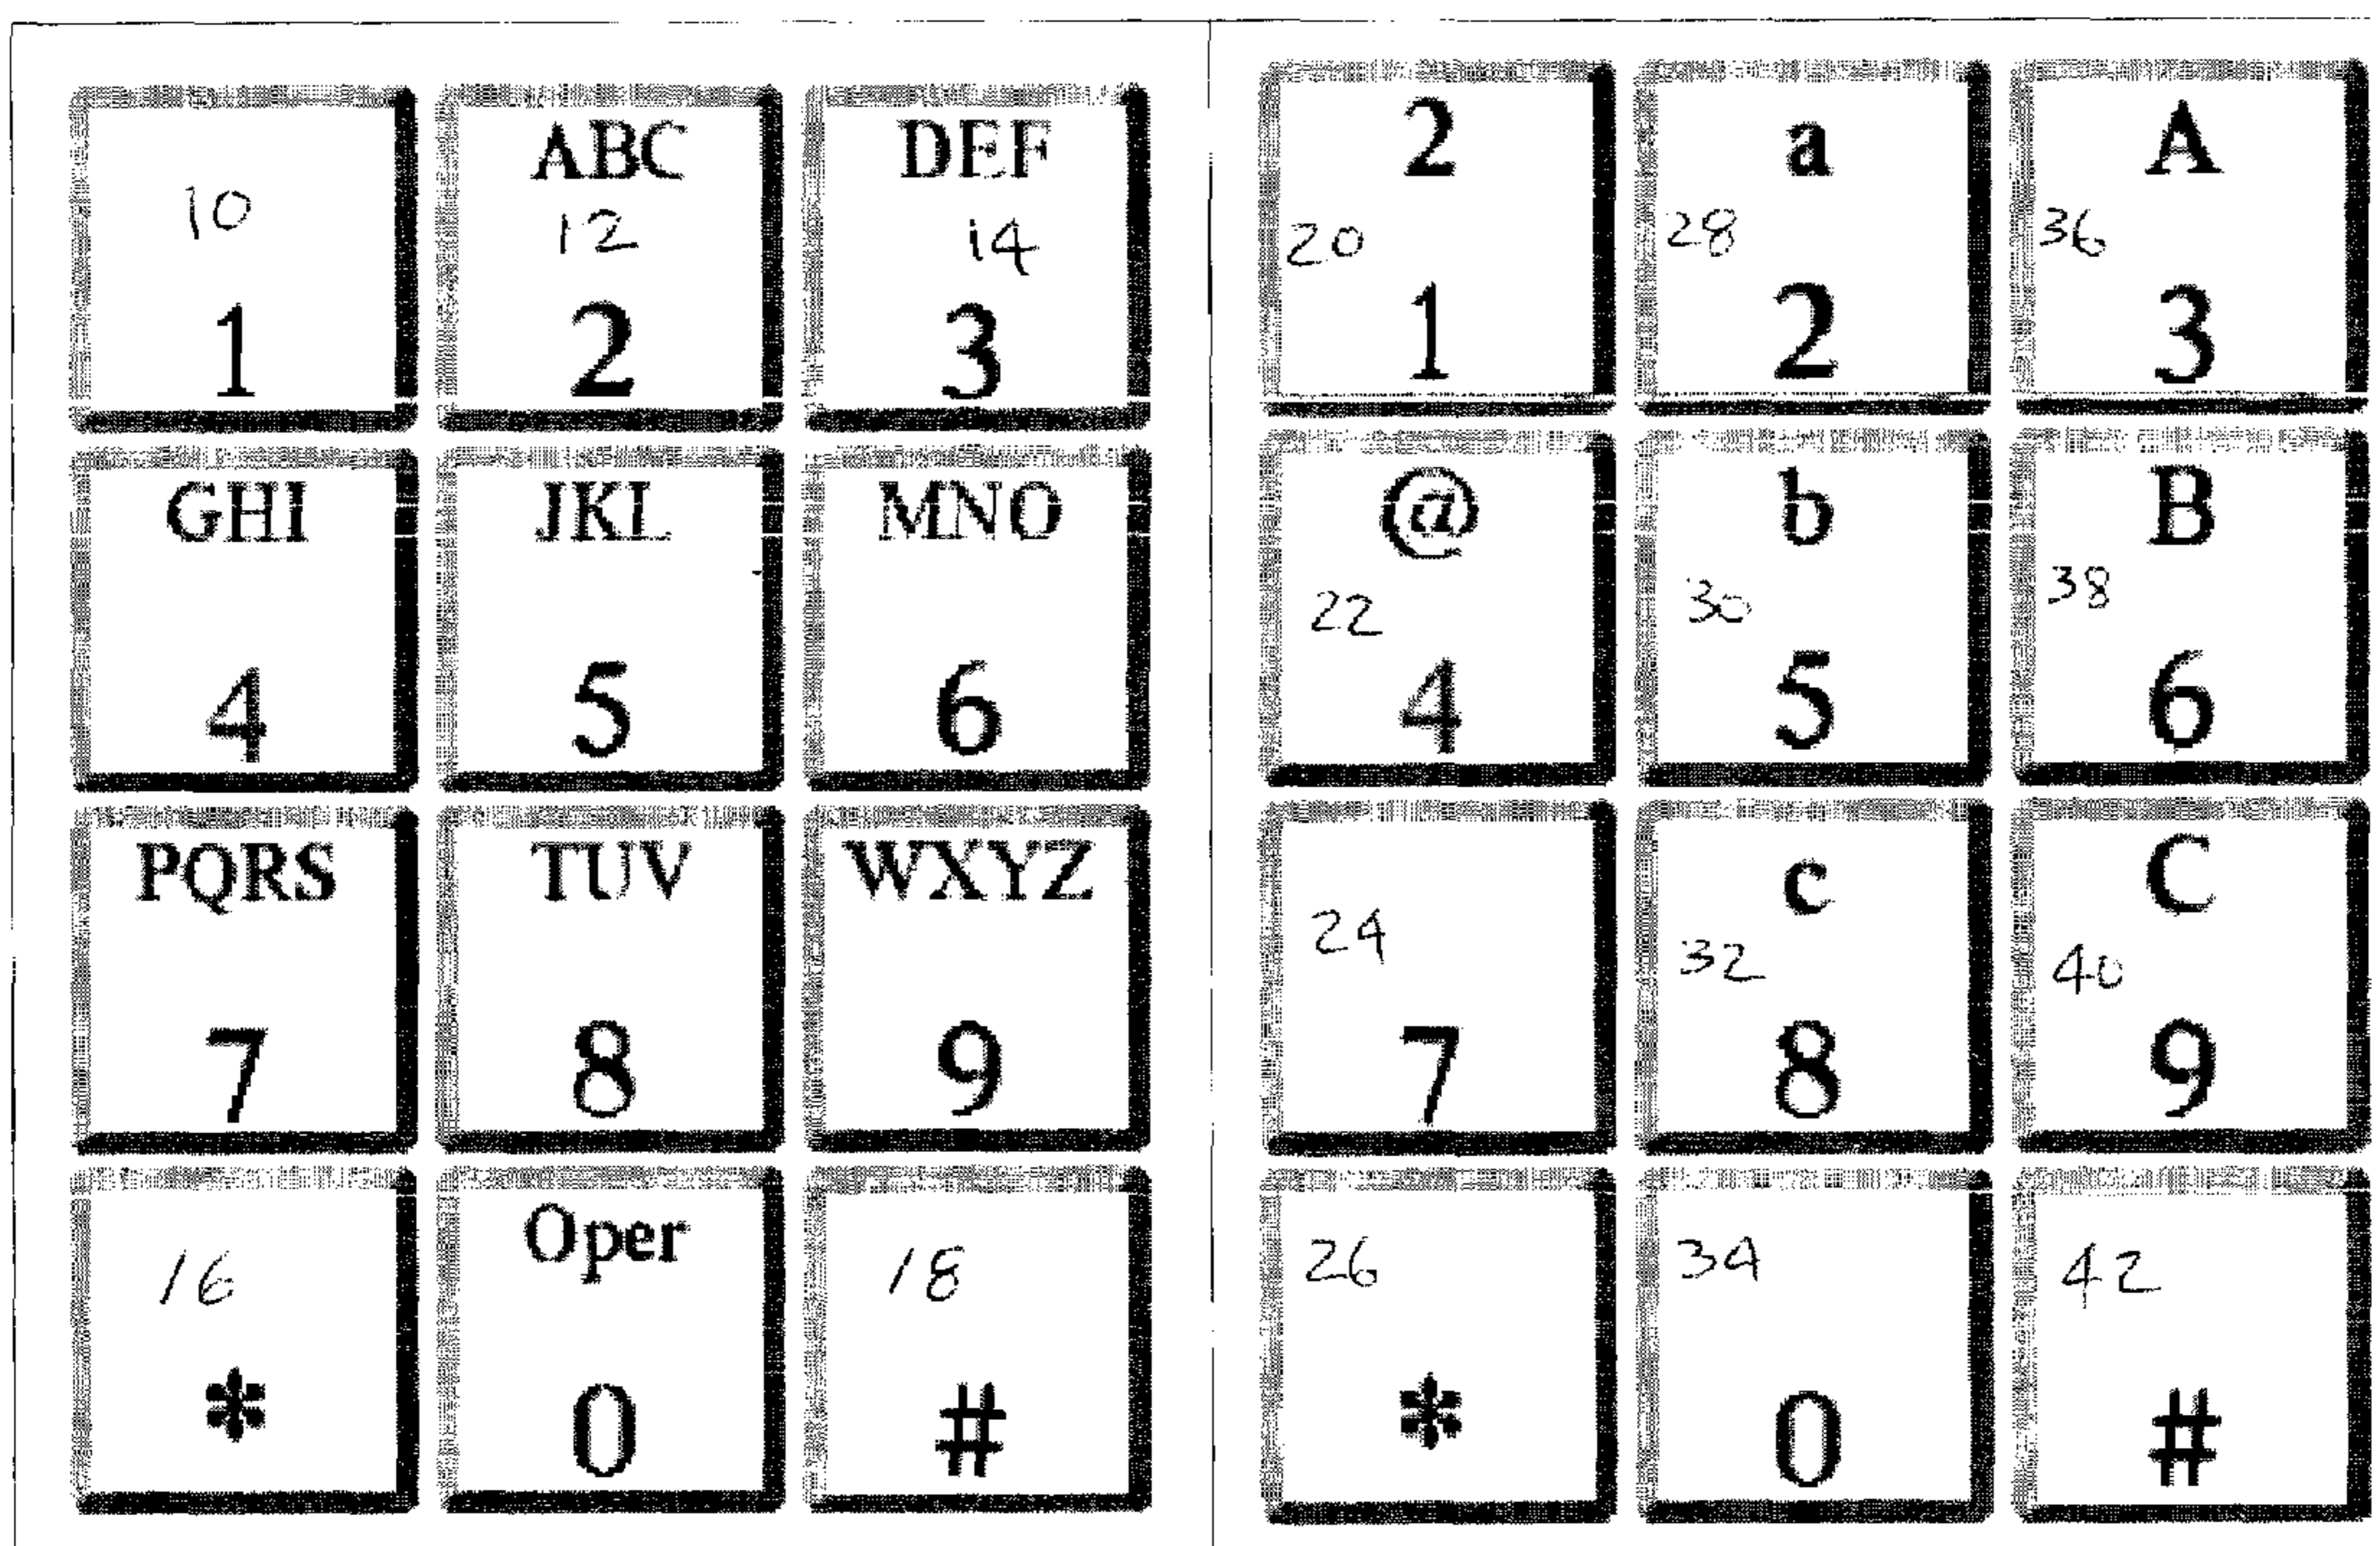 ABC DEF
10 12 14
1 2 3
GHI JKL MNO
4 5 6
PQRS TUV WXYZ
7 8 9
Oper
16 18
* 0 #
2 a A
20 28 36
1 2 3
@ b B
22 30 38
4 5 6
c C
24 32 40
7 8 9
26 34 42
* 0 #